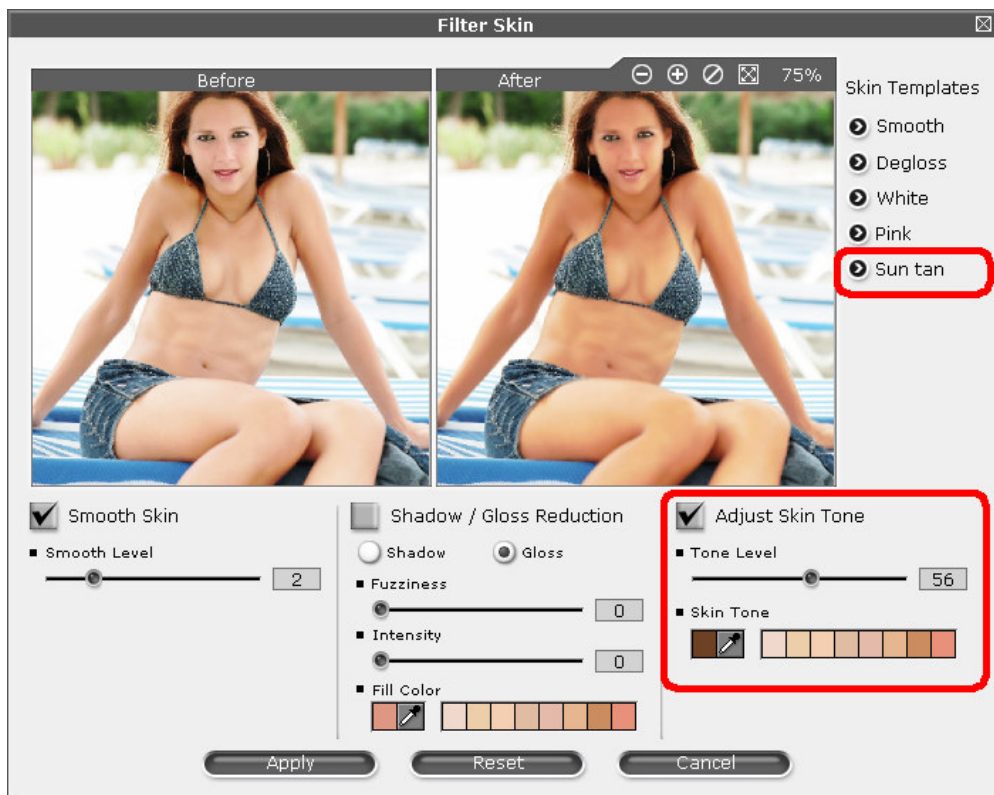 Filter Skin
Before
After
75%
Skin Templates
Smooth
Degloss
White
Pink
Sun tan
Smooth Skin
Smooth Level
2
Shadow / Gloss Reduction
Shadow
Gloss
Fuzziness
0
Intensity
0
Fill Color
Adjust Skin Tone
Tone Level
56
Skin Tone
Apply
Reset
Cancel